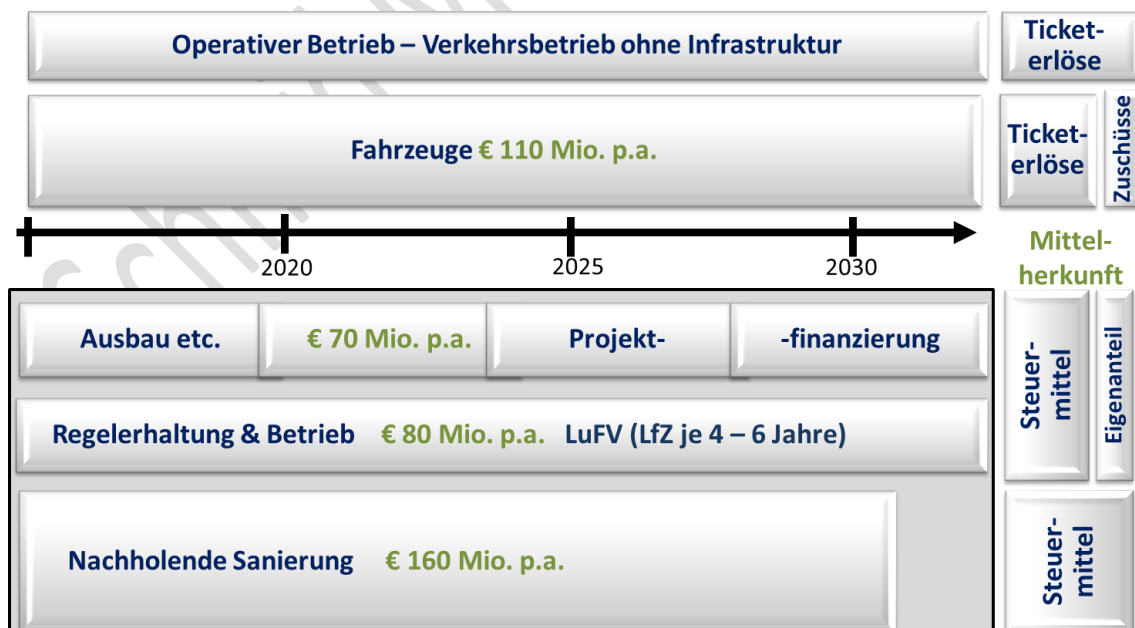 Operativer Betrieb – Verkehrsbetrieb ohne Infrastruktur
Ticket-
erlöse
Fahrzeuge € 110 Mio. p.a.
Ticket-
erlöse
Zuschüsse
2020
2025
2030
Mittel-
herkunft
Ausbau etc.
€ 70 Mio. p.a.
Projekt-
-finanzierung
Regelerhaltung & Betrieb € 80 Mio. p.a. LuFV (LfZ je 4 – 6 Jahre)
Steuer-
mittel
Eigenanteil
Nachholende Sanierung € 160 Mio. p.a.
Steuer-
mittel